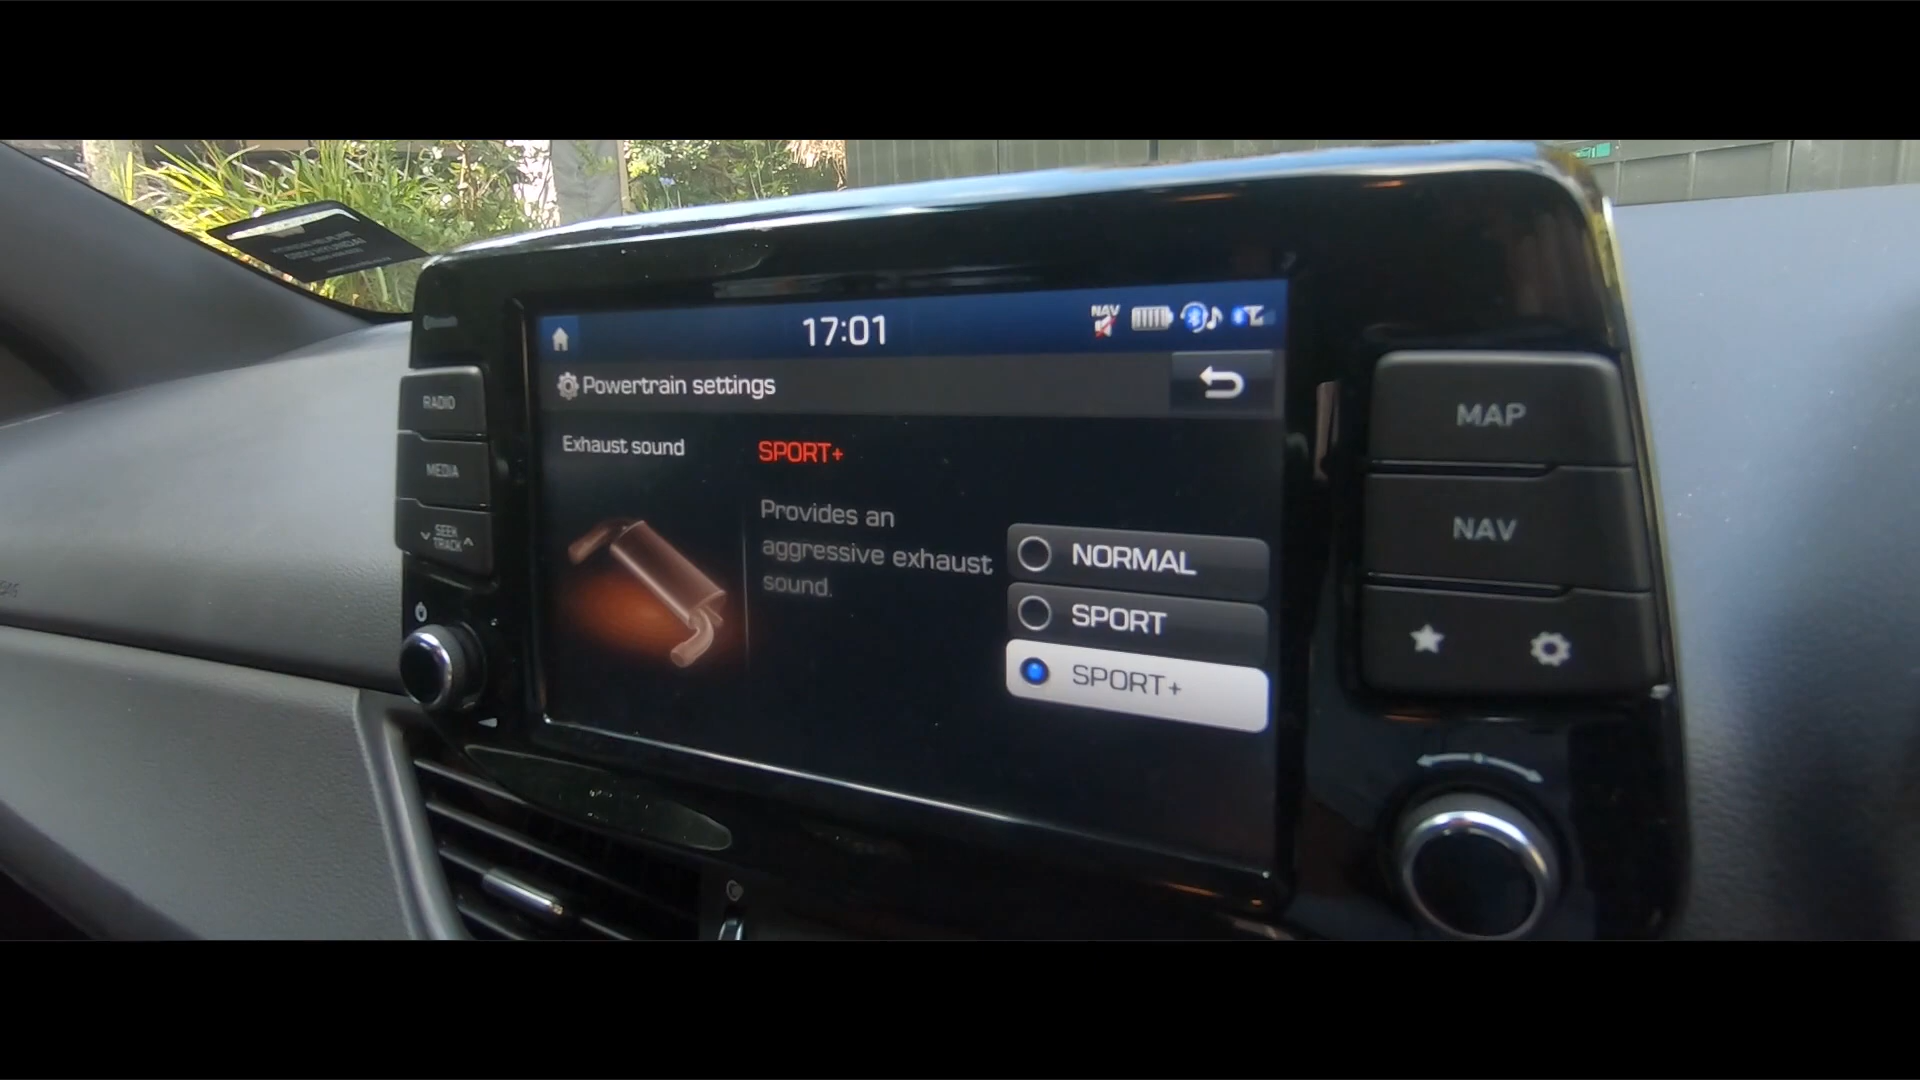 17:01
NAV
Powertrain settings
Exhaust sound
SPORT+
Provides an
aggressive exhaust
sound.
NORMAL
SPORT
SPORT+
RADIO
MEDIA
SEEK
TRACK
MAP
NAV